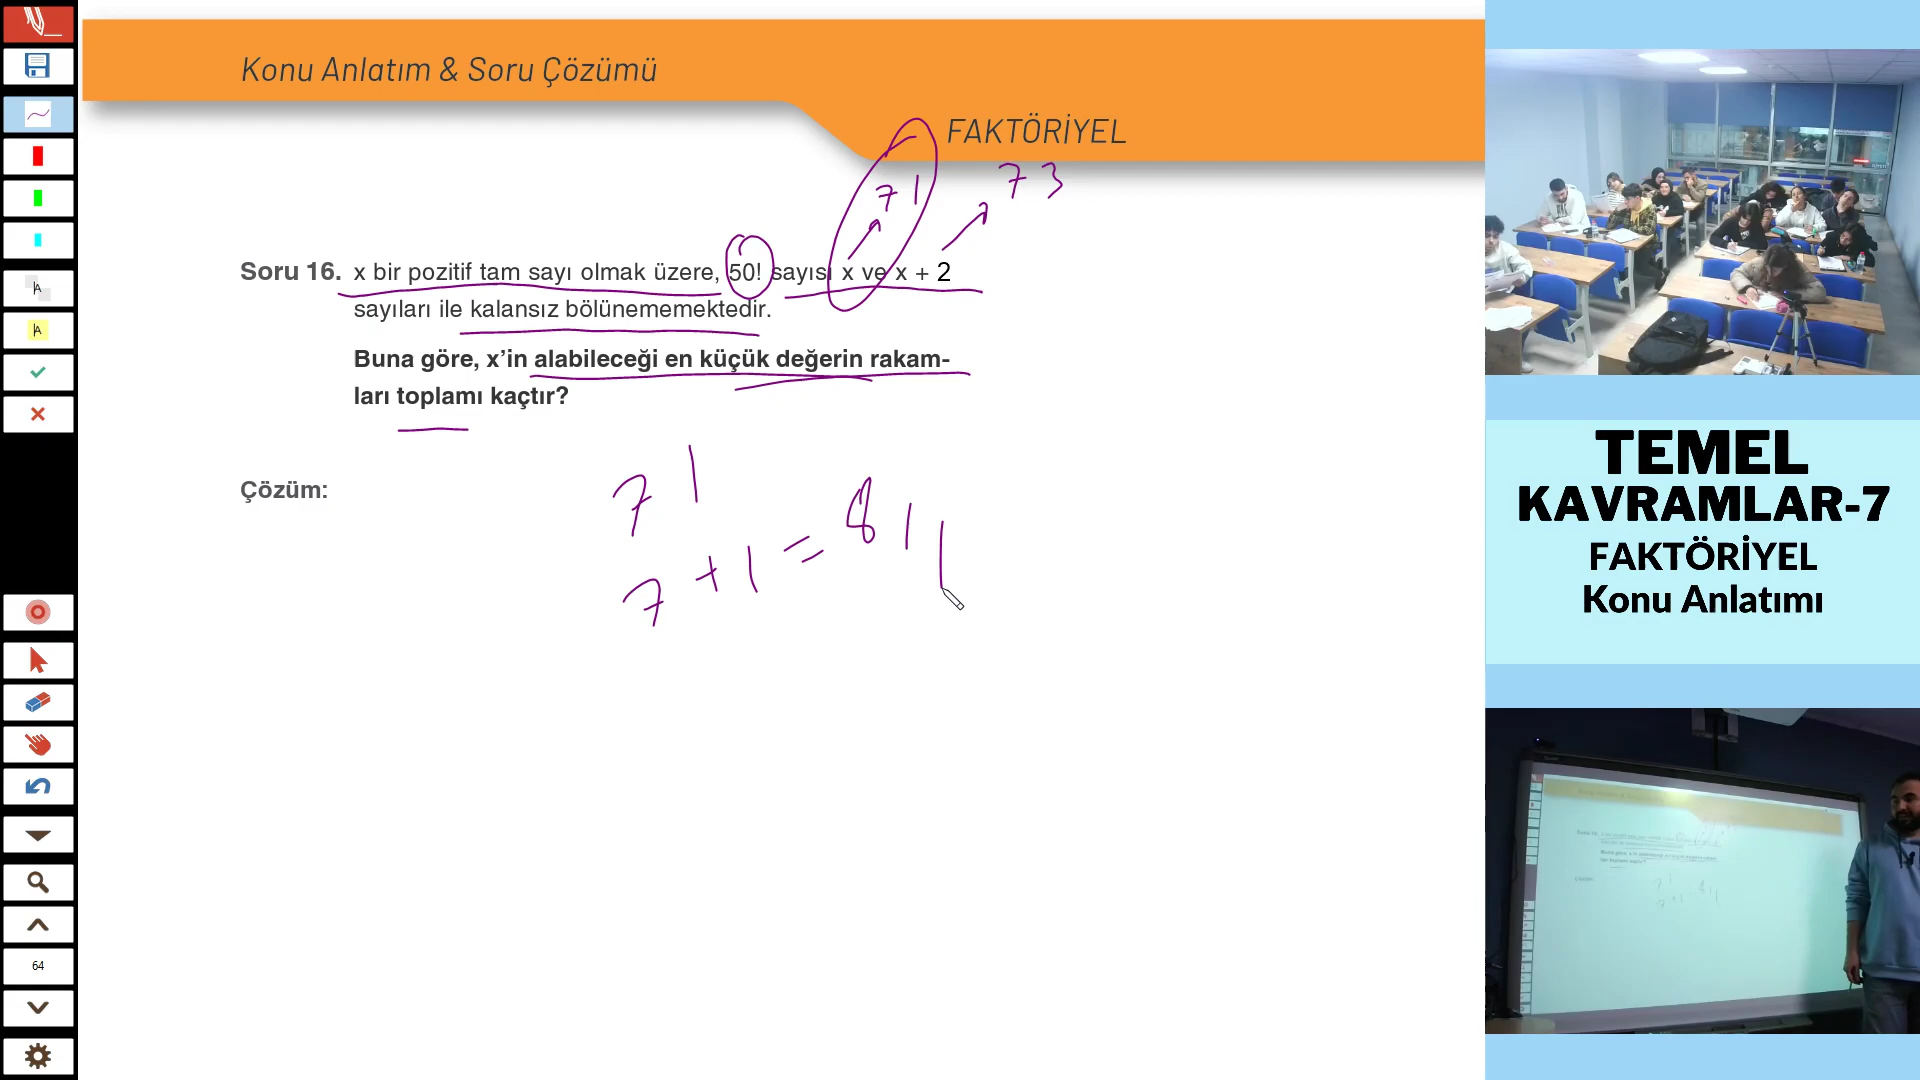 Konu Anlatım & Soru Çözümü
FAKTÖRİYEL
71
73
Soru 16. x bir pozitif tam sayı olmak üzere, 50! sayısı x ve x + 2
sayıları ile kalansız bölünememektedir.
Buna göre, x’in alabileceği en küçük değerin rakam-
ları toplamı kaçtır?
Çözüm:
71
7 + 1 = 8
64
TEMEL
KAVRAMLAR-7
FAKTÖRİYEL
Konu Anlatımı